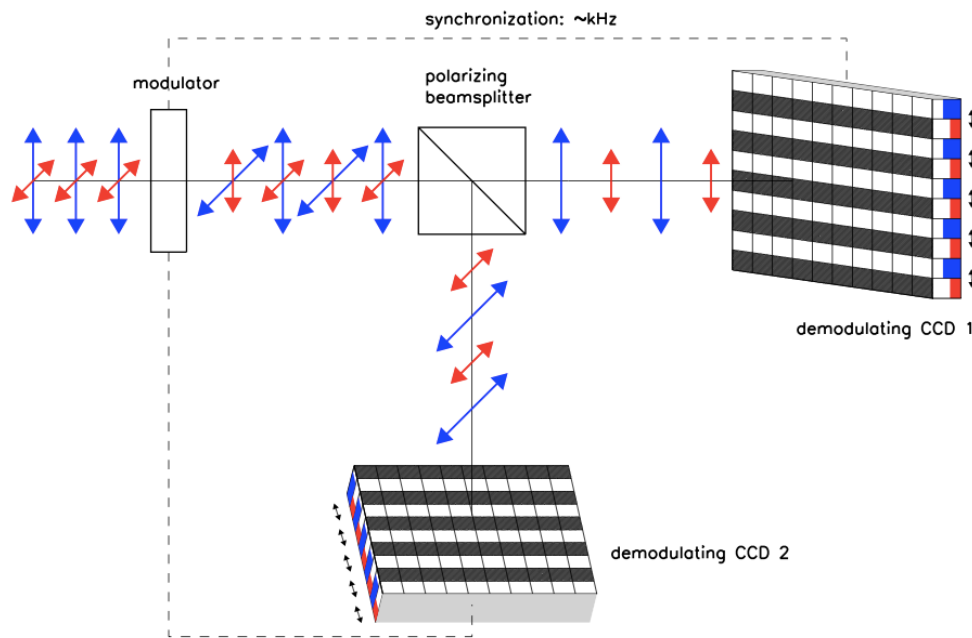 synchronization: ~kHz
modulator
polarizing
beamsplitter
demodulating CCD 1
demodulating CCD 2